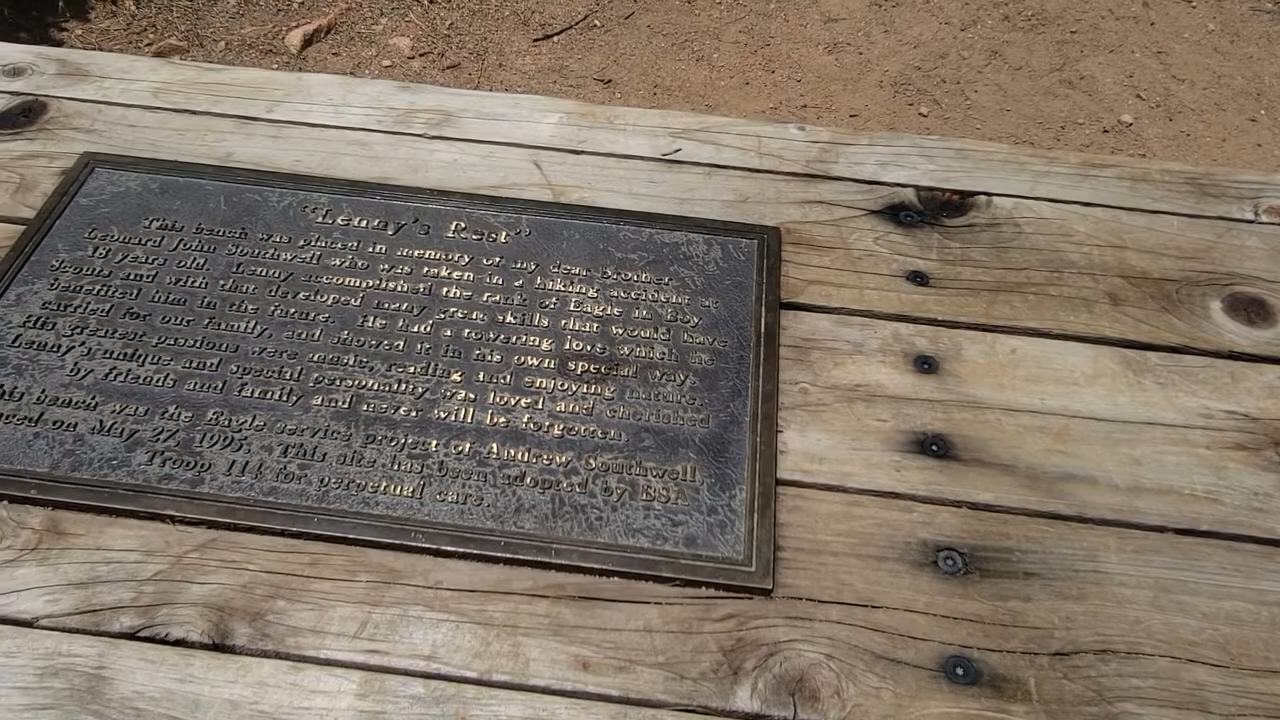 "Lenny's Rest"
This bench was placed in memory of my dear brother
Leonard John Southwell who was taken in a hiking accident at
18 years old. Lenny accomplished the rank of Eagle in Boy
Scouts and with that developed many great skills that would have
benefited him in the future. He had a towering love which he
carried for our family, and showed it in his own special way.
His greatest passions were music, reading and enjoying nature.
Lenny's unique and special personality was loved and cherished
by friends and family and never will be forgotten.
This bench was the Eagle service project of Andrew Southwell,
on May 27, 1995. This site has been adopted by BSA
Troop 114 for perpetual care.